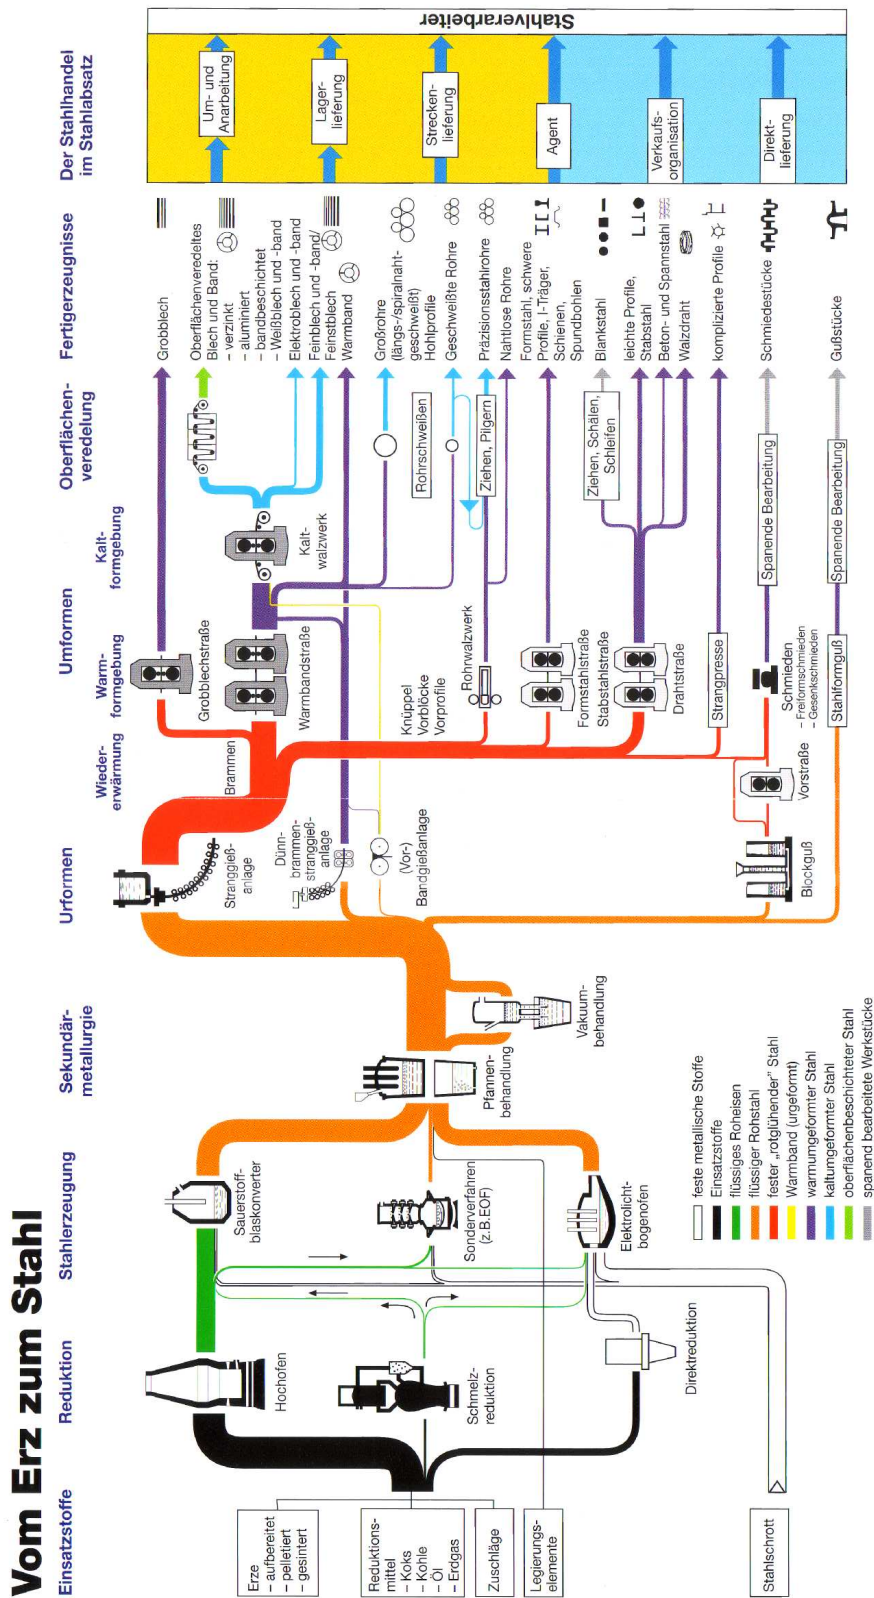 Vom Erz zum Stahl
Einsatzstoffe
Reduktion
Stahlerzeugung
Sekundär-
metallurgie
Urformen
Wieder-
erwärmung
Umformen
Warm-
formgebung
Kalt-
formgebung
Oberflächen-
veredelung
Fertigerzeugnisse
Der Stahlhandel
im Stahlabsatz
Erze
– aufbereitet
– pelletiert
– gesintert
Reduktions-
mittel
– Koks
– Kohle
– Öl
– Erdgas
Zuschläge
Legierungs-
elemente
Stahlschrott
Hochofen
Schmelz-
reduktion
Direktreduktion
Sauerstoff-
blaskonverter
Sonderverfahren
(z.B.EOF)
Elektrolicht-
bogenofen
Pfannen-
behandlung
Vakuum-
behandlung
Stranggieß-
anlage
Dünn-
brammen-
stranggieß-
anlage
(Vor-)
Bandgießanlage
Blockguß
Brammen
Knüppel
Vorblöcke
Vorprofile
Vorstraße
Grobblechstraße
Warmbandstraße
Rohrwalzwerk
Formstahlstraße
Stabstahlstraße
Drahtstraße
Strangpresse
Schmieden
– Freiformschmieden
– Gesenkschmieden
Stahlformguß
Kalt-
walzwerk
Rohrschweißen
Ziehen, Pilgern
Ziehen, Schälen,
Schleifen
Spanende Bearbeitung
Spanende Bearbeitung
Grobblech
Oberflächenveredeltes
Blech und Band:
– verzinkt
– aluminiert
– bandbeschichtet
– Weißblech und -band
Elektroblech und -band
Feinblech und -band/
Feinstblech
Warmband
Großrohre
(längs-/spiralnaht-
geschweißt)
Hohlprofile
Geschweißte Rohre
Präzisionsstahlrohre
Nahtlose Rohre
Formstahl, schwere
Profile, I-Träger,
Schienen,
Spundbohlen
Blankstahl
leichte Profile,
Stabstahl
Beton- und Spannstahl
Walzdraht
komplizierte Profile
Schmiedestücke
Gußstücke
Um- und
Anarbeitung
Lager-
lieferung
Strecken-
lieferung
Agent
Verkaufs-
organisation
Direkt-
lieferung
Stahlverarbeiter
feste metallische Stoffe
Einsatzstoffe
flüssiges Roheisen
flüssiger Rohstahl
fester „rotglühender“ Stahl
Warmband (urgeformt)
warmumgeformter Stahl
kaltumgeformter Stahl
oberflächenbeschichteter Stahl
spanend bearbeitete Werkstücke